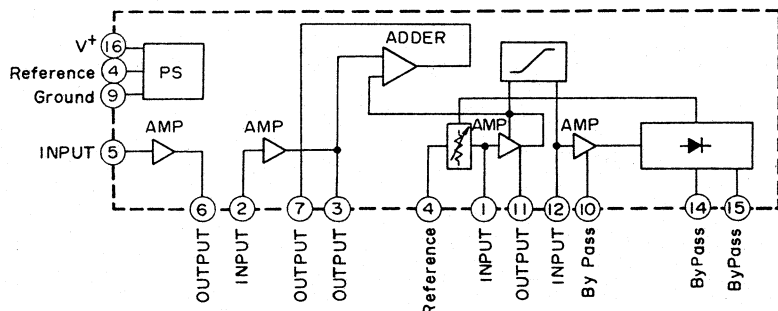 V+
16
Reference
4
PS
Ground
9
ADDER
AMP
AMP
AMP
AMP
INPUT
5
6
2
7
3
4
1
11
12
10
14
15
OUTPUT
INPUT
OUTPUT
OUTPUT
Reference
INPUT
OUTPUT
INPUT
By Pass
ByPass
ByPass